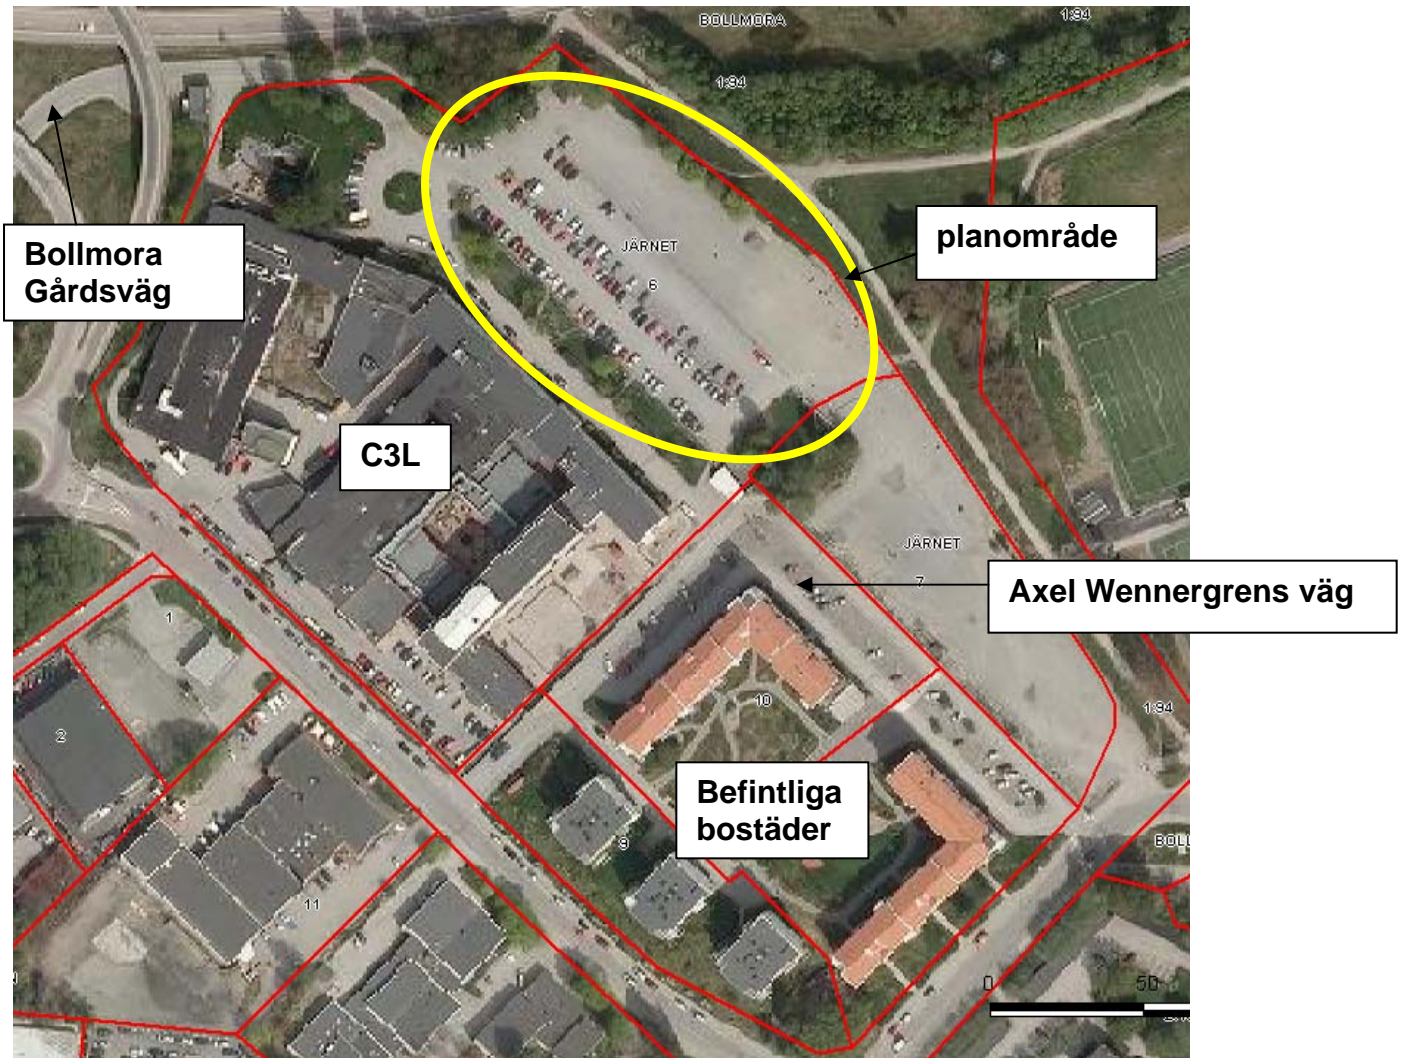 BOLLMORA
1:94
1:94
Bollmora
Gårdsväg
planområde
JÄRNET
6
C3L
JÄRNET
7
Axel Wennergrens väg
1
2
10
1:94
Befintliga
bostäder
9
BOLL
11
0
50